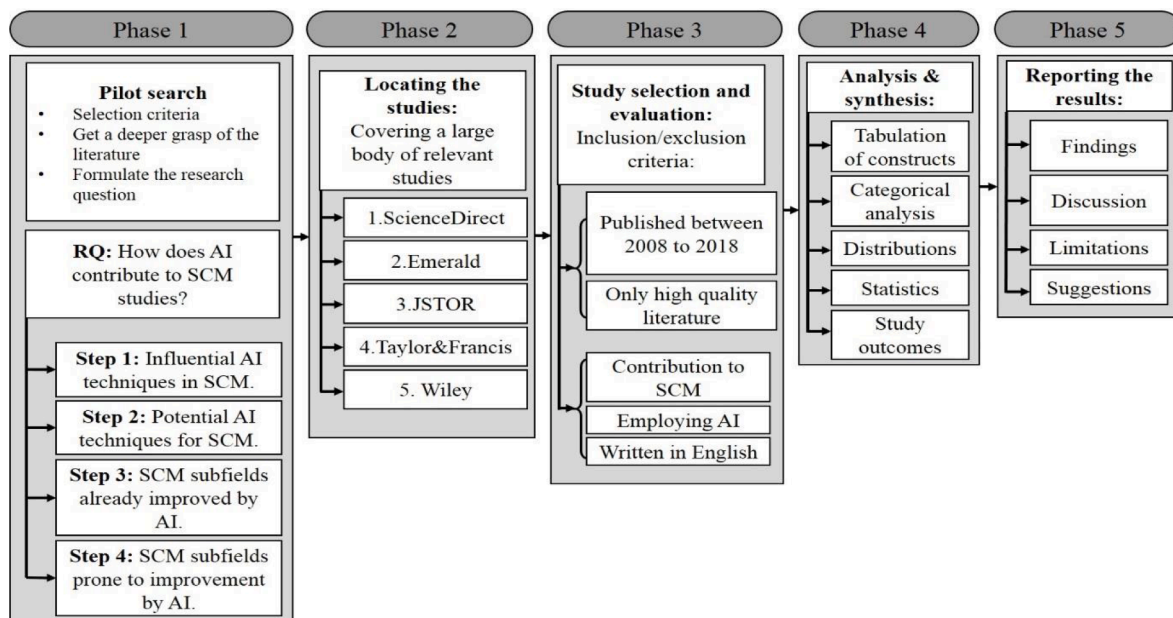 Phase 1
Pilot search
• Selection criteria
• Get a deeper grasp of the
literature
• Formulate the research
question
RQ: How does AI
contribute to SCM
studies?
Step 1: Influential AI
techniques in SCM.
Step 2: Potential AI
techniques for SCM.
Step 3: SCM subfields
already improved by
AI.
Step 4: SCM subfields
prone to improvement
by AI.
Phase 2
Locating the
studies:
Covering a large
body of relevant
studies
1.ScienceDirect
2.Emerald
3.JSTOR
4.Taylor&Francis
5. Wiley
Phase 3
Study selection and
evaluation:
Inclusion/exclusion
criteria:
Published between
2008 to 2018
Only high quality
literature
Contribution to
SCM
Employing AI
Written in English
Phase 4
Analysis &
synthesis:
Tabulation
of constructs
Categorical
analysis
Distributions
Statistics
Study
outcomes
Phase 5
Reporting the
results:
Findings
Discussion
Limitations
Suggestions